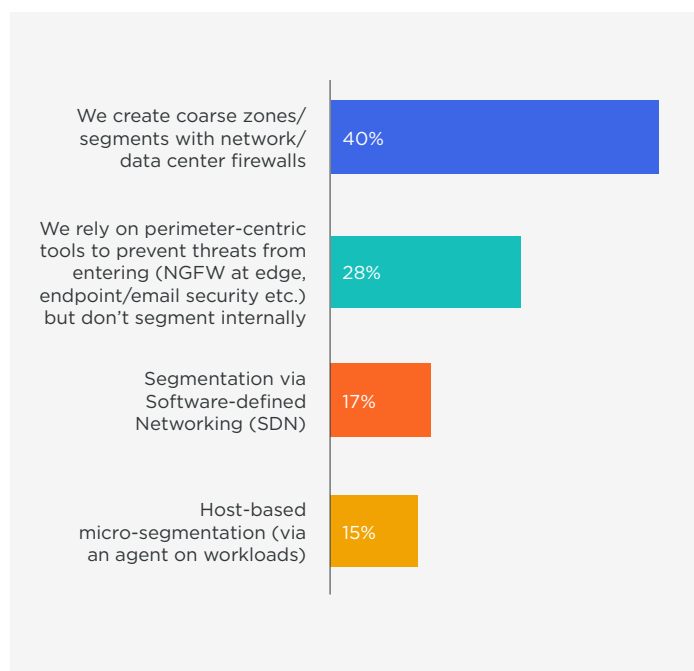 We create coarse zones/
segments with network/
data center firewalls
40%
We rely on perimeter-centric
tools to prevent threats from
entering (NGFW at edge,
endpoint/email security etc.)
but don’t segment internally
28%
Segmentation via
Software-defined
Networking (SDN)
17%
Host-based
micro-segmentation (via
an agent on workloads)
15%